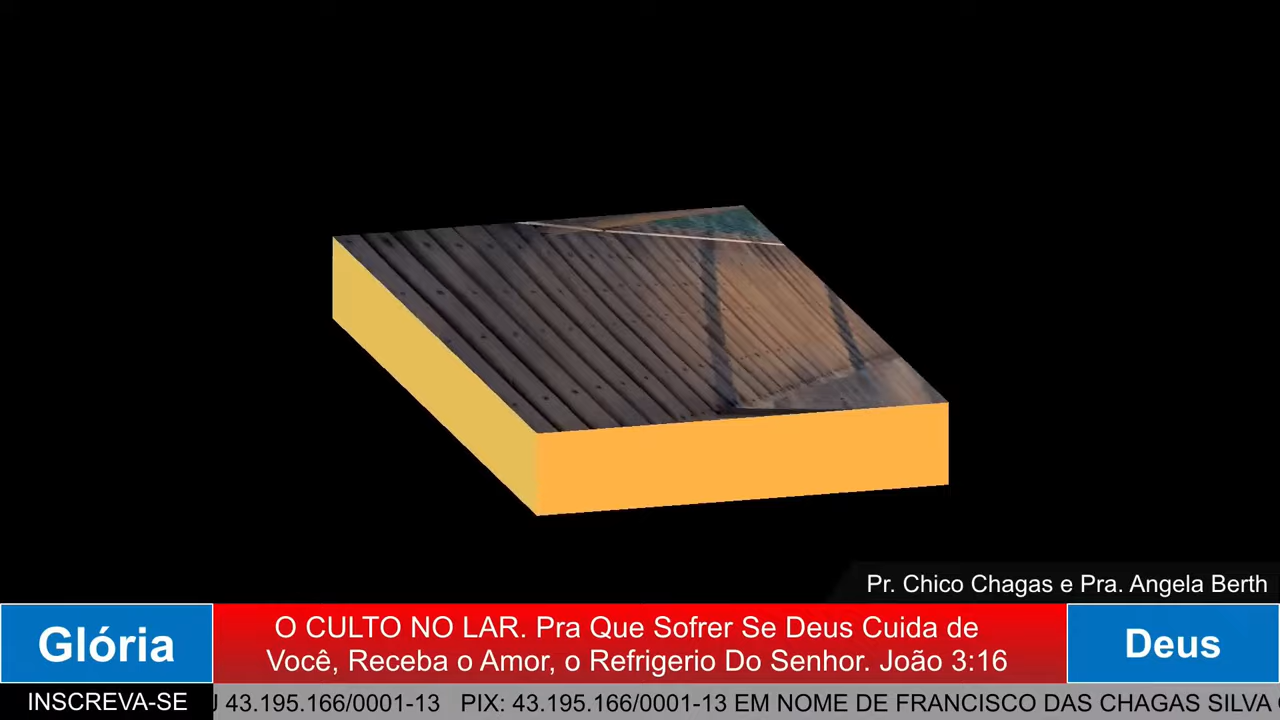 Pr. Chico Chagas e Pra. Angela Berth
Glória
O CULTO NO LAR. Pra Que Sofrer Se Deus Cuida de
Você, Receba o Amor, o Refrigerio Do Senhor. João 3:16
Deus
INSCREVA-SE
43.195.166/0001-13 PIX: 43.195.166/0001-13 EM NOME DE FRANCISCO DAS CHAGAS SILVA